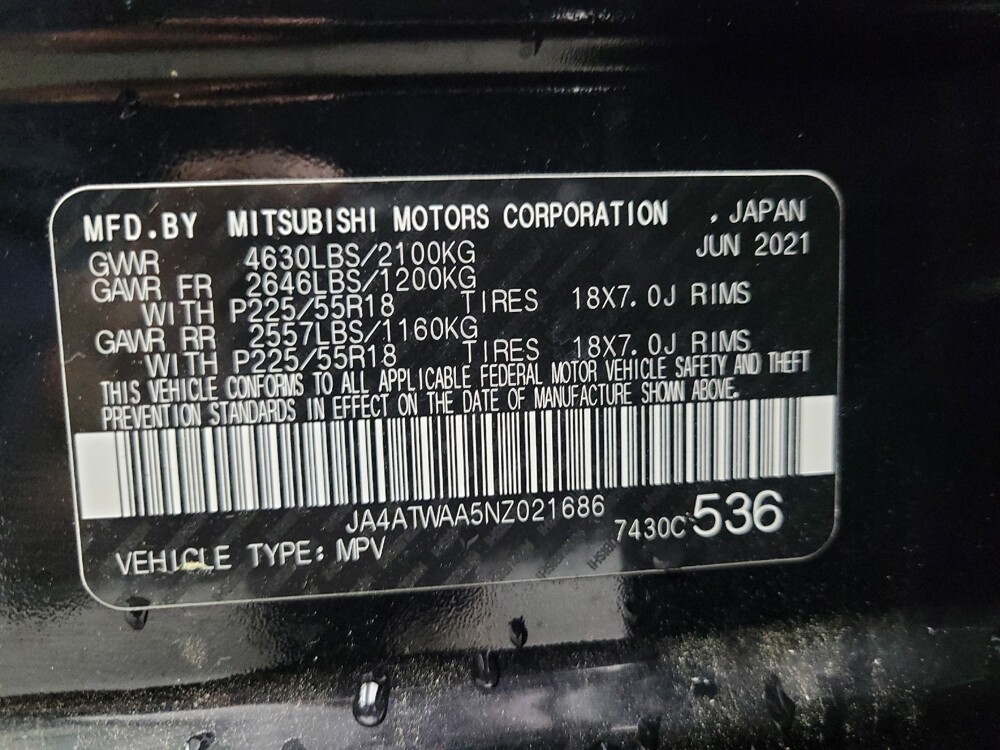 MFD.BY MITSUBISHI MOTORS CORPORATION , JAPAN
JUN 2021
GVWR 4630LBS/2100KG
GAWR FR 2646LBS/1200KG
WITH P225/55R18 TIRES 18X7.0J RIMS
GAWR RR 2557LBS/1160KG
WITH P225/55R18 TIRES 18X7.0J RIMS
THIS VEHICLE CONFORMS TO ALL APPLICABLE FEDERAL MOTOR VEHICLE SAFETY AND THEFT
PREVENTION STANDARDS IN EFFECT ON THE DATE OF MANUFACTURE SHOWN ABOVE.
JA4ATWAA5NZ021686
7430C 536
VEHICLE TYPE: MPV